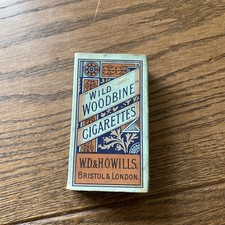 WILD
WOODBINE
CIGARETTES
W.D.& H.O.WILLS.
BRISTOL & LONDON.